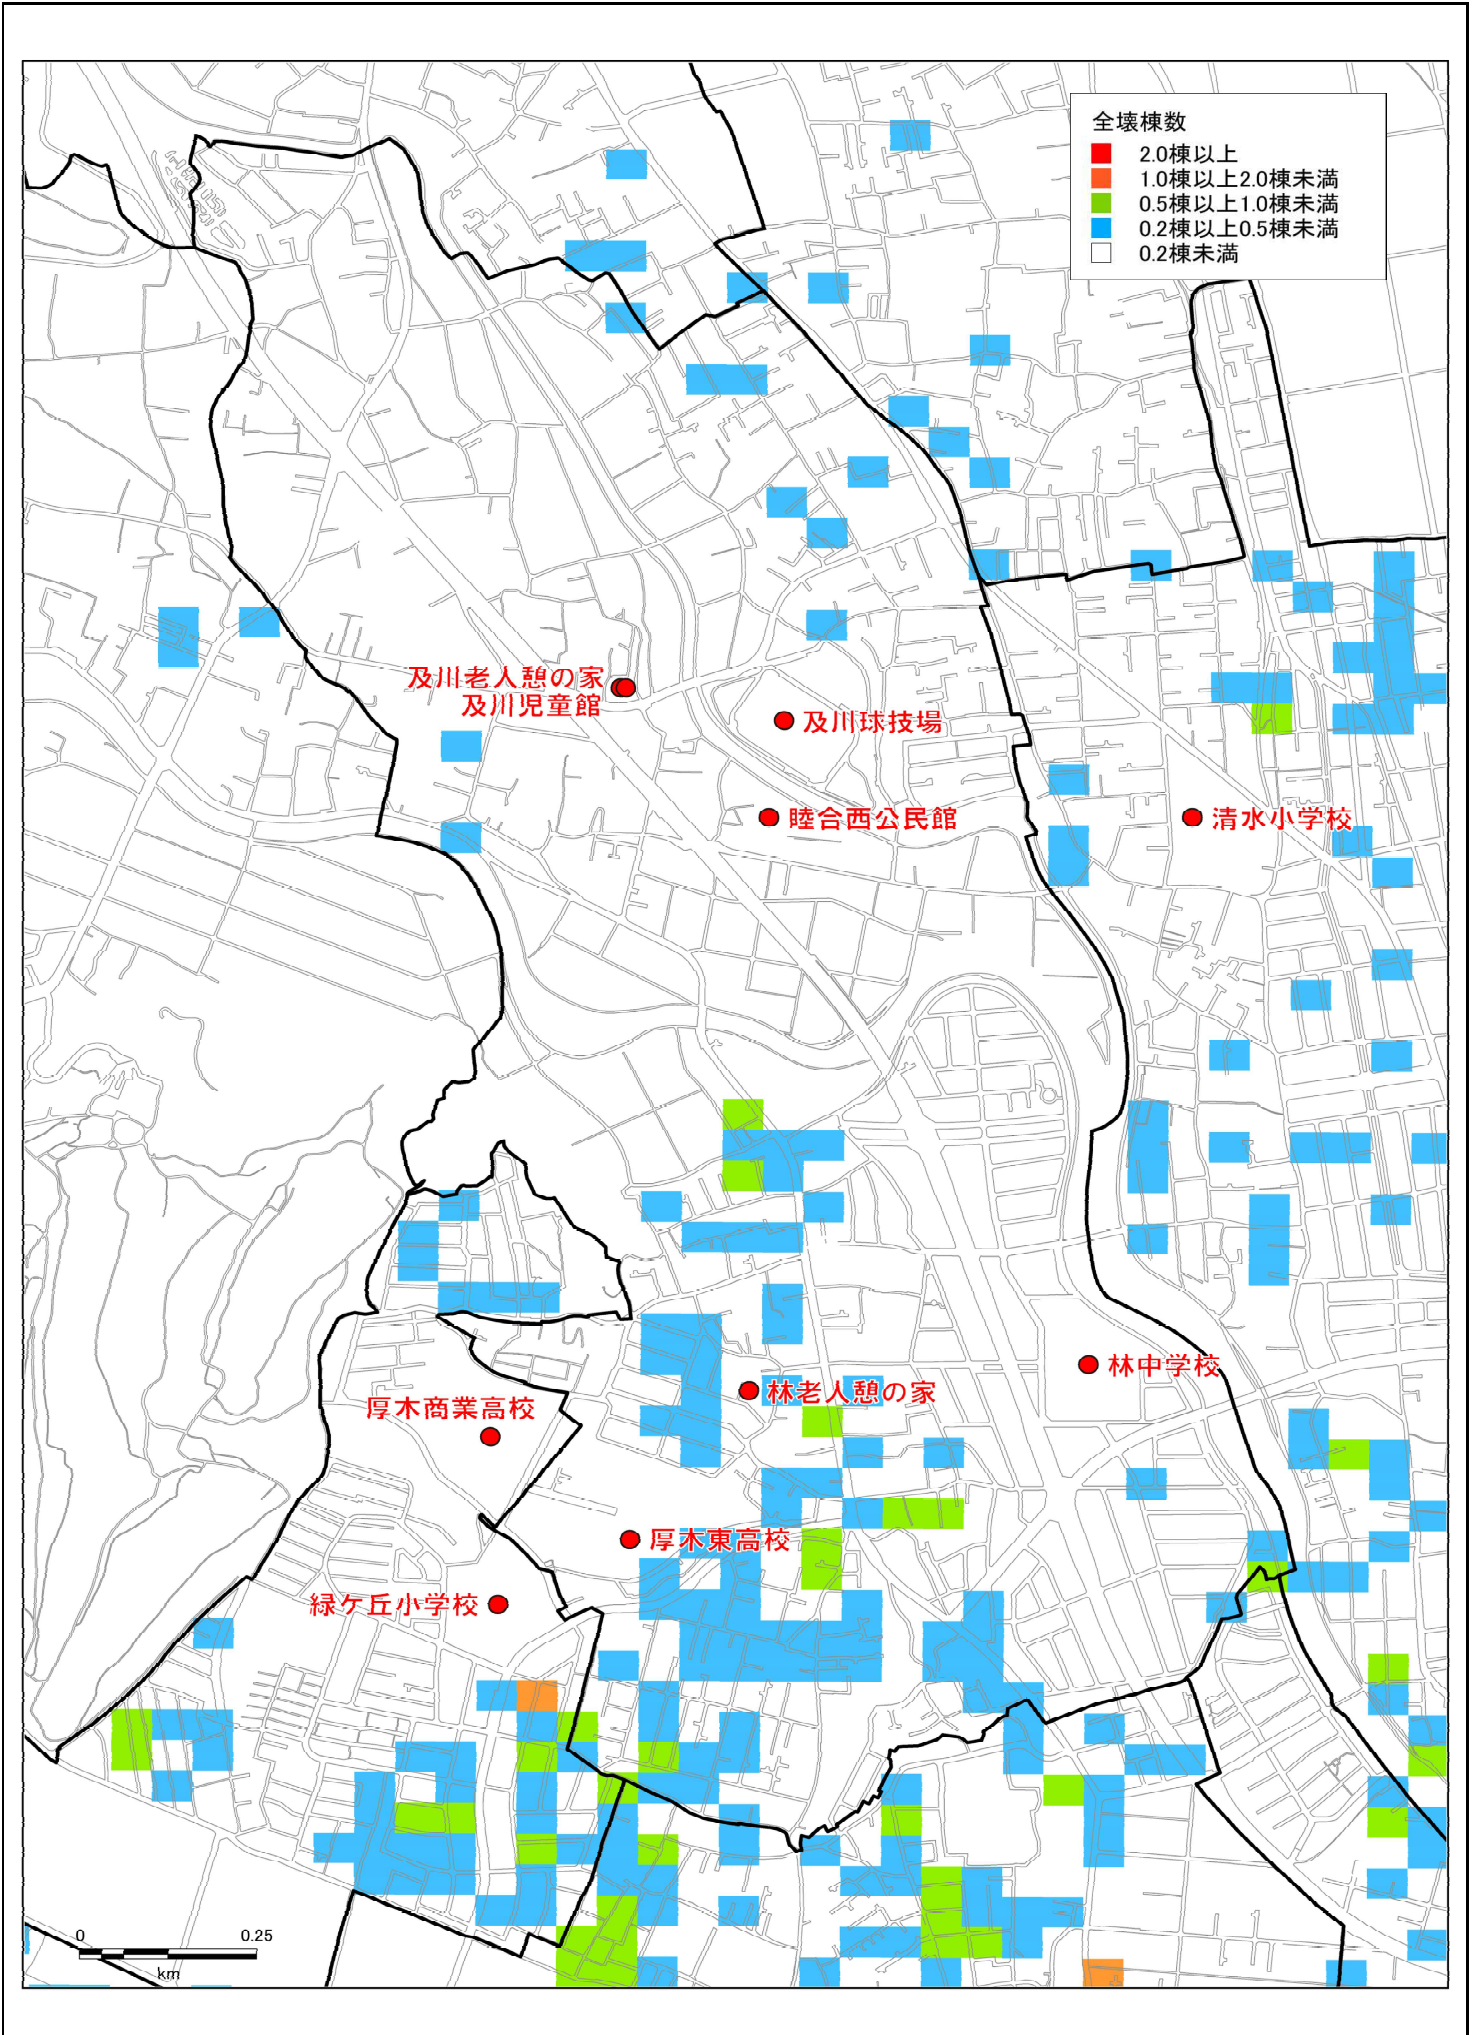 全壊棟数
2.0棟以上
1.0棟以上2.0棟未満
0.5棟以上1.0棟未満
0.2棟以上0.5棟未満
0.2棟未満
及川老人憩の家
及川児童館
及川球技場
睦合西公民館
清水小学校
林中学校
林老人憩の家
厚木商業高校
厚木東高校
緑ケ丘小学校
0 0.25
km